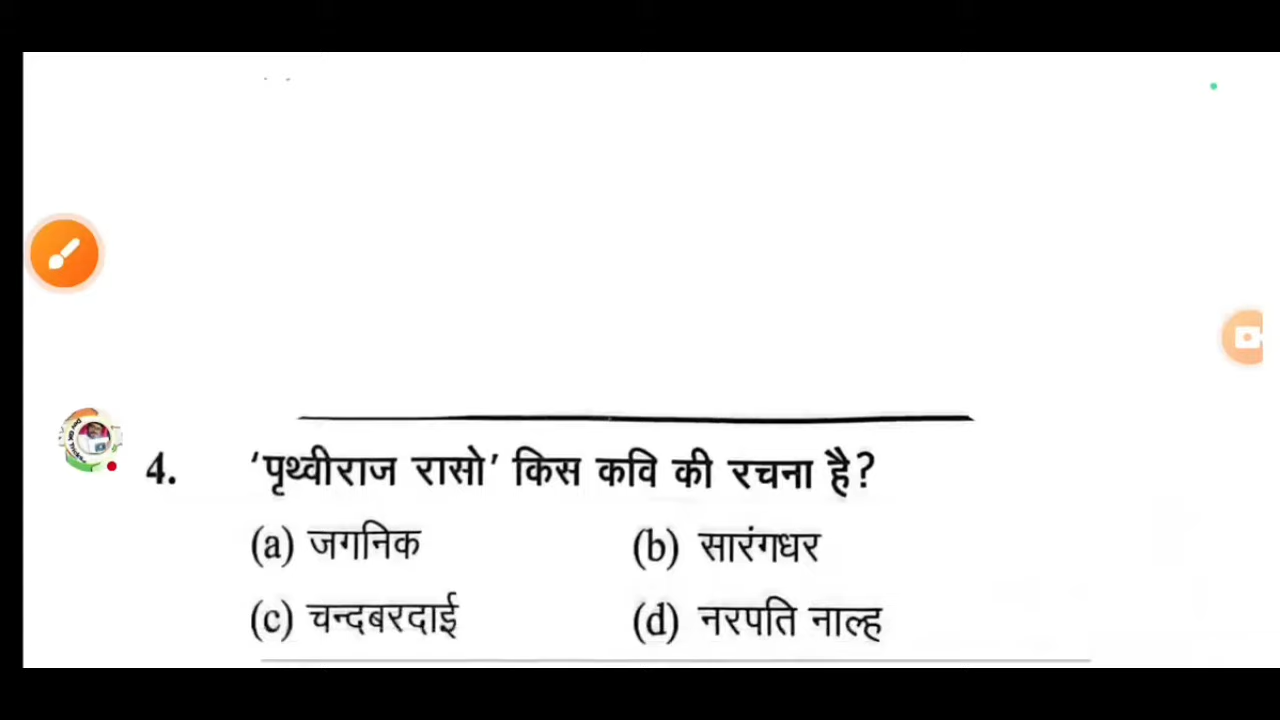 4. 'पृथ्वीराज रासो' किस कवि की रचना है?
(a) जगनिक (b) सारंगधर
(c) चन्दबरदाई (d) नरपति नाल्ह